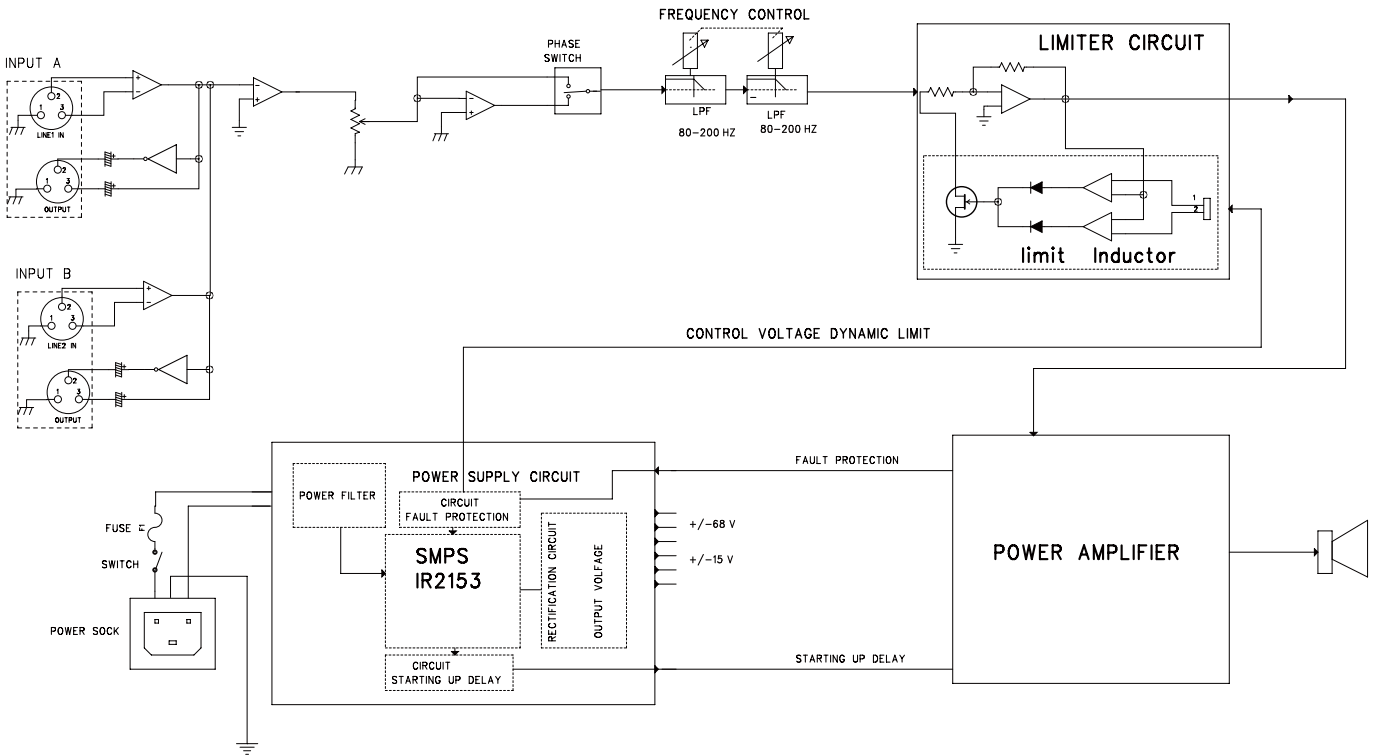 FREQUENCY CONTROL
PHASE
SWITCH
LIMITER CIRCUIT
INPUT A
+
-
2
1
3
LINE1 IN
-
+
-
+
LPF
80-200 HZ
-
LPF
80-200 HZ
-
+
+
2
1
3
+
OUTPUT
1
2
limit Inductor
INPUT B
+
-
2
1
3
LINE2 IN
CONTROL VOLTAGE DYNAMIC LIMIT
+
2
1
3
+
OUTPUT
POWER SUPPLY CIRCUIT
FAULT PROTECTION
POWER FILTER
CIRCUIT
FAULT PROTECTION
FUSE
F1
SWITCH
SMPS
IR2153
RECTIFICATION CIRCUIT
OUTPUT VOLFAGE
+/-68 V
+/-15 V
POWER AMPLIFIER
POWER SOCK
CIRCUIT
STARTING UP DELAY
STARTING UP DELAY